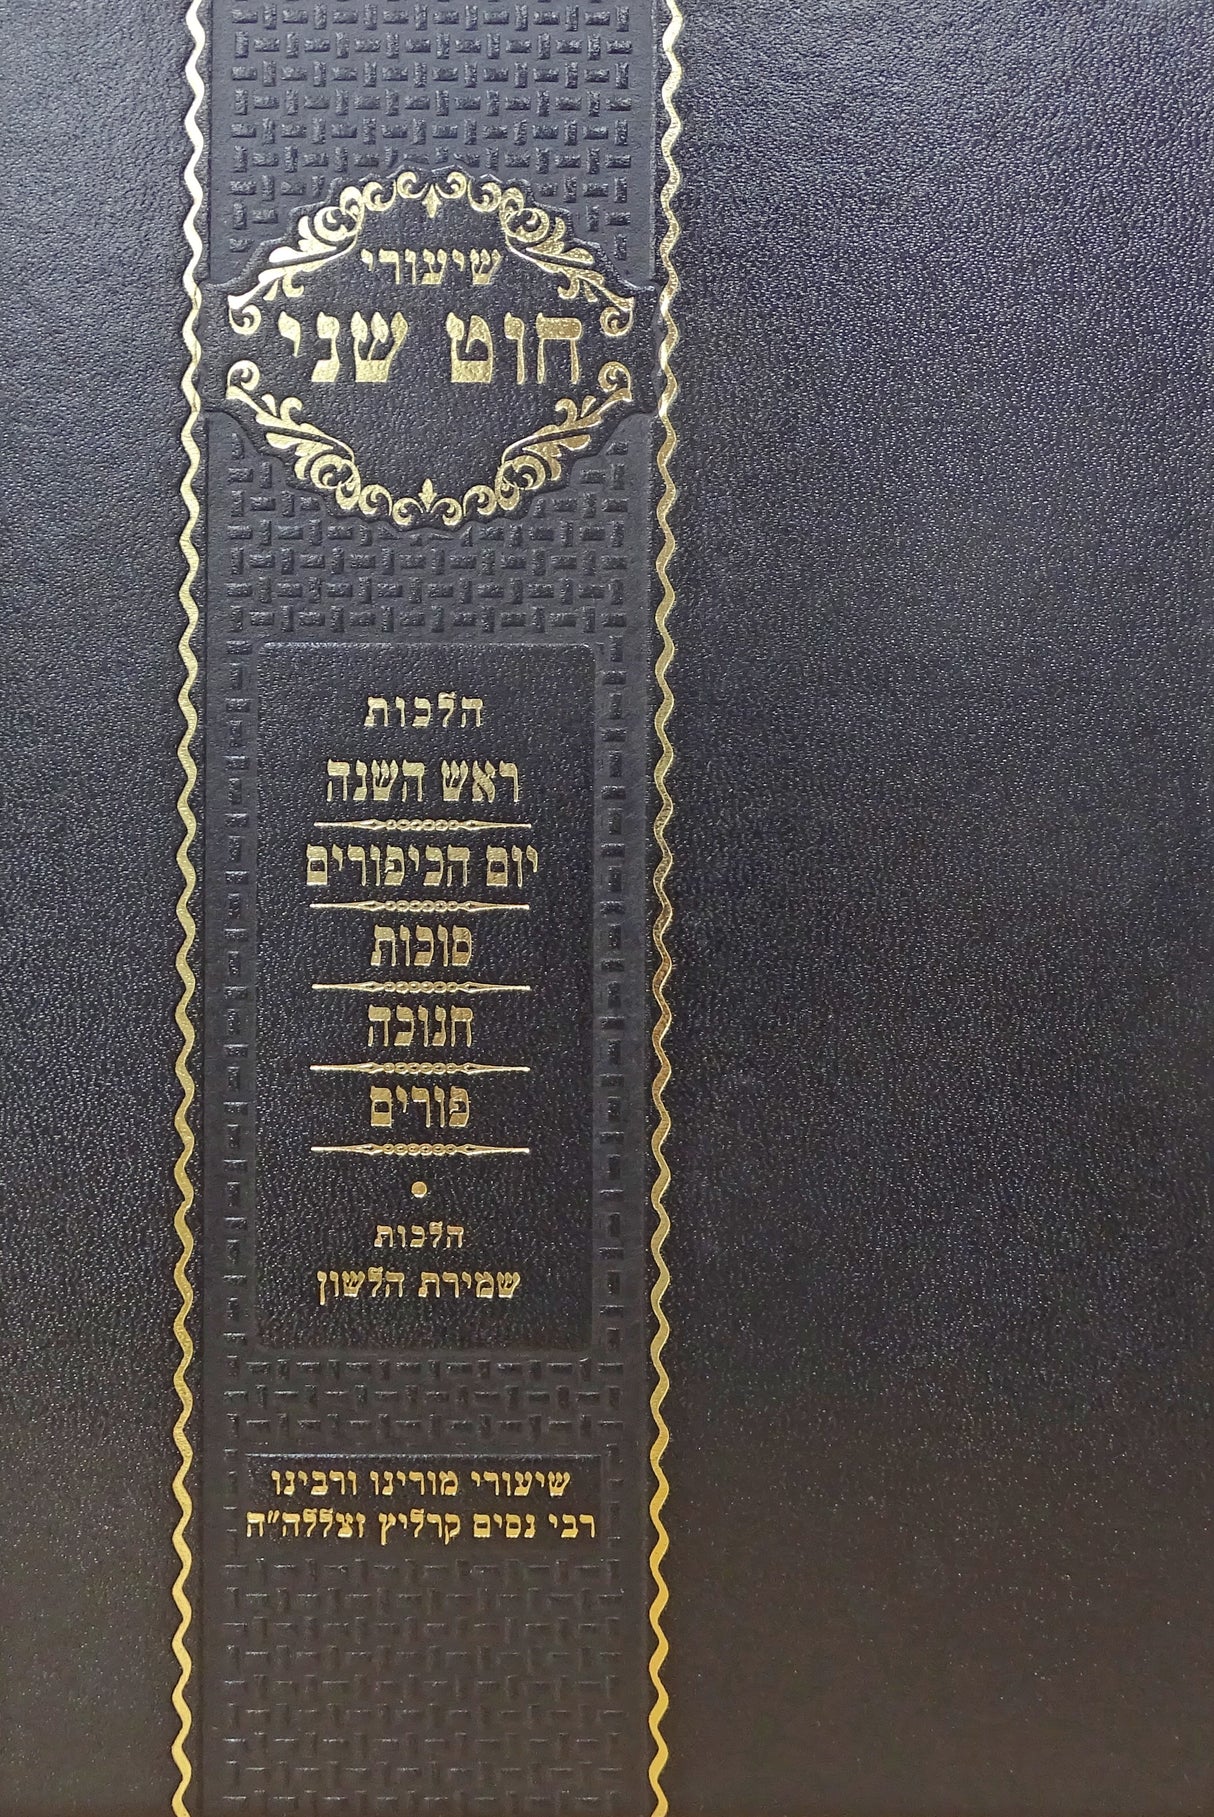 שיעורי
חוט שני
הלכות
ראש השנה
יום הכיפורים
סוכות
חנוכה
פורים
•
הלכות
שמירת הלשון
שיעורי מורינו ורבינו
רבי נסים קרליץ זצללה״ה